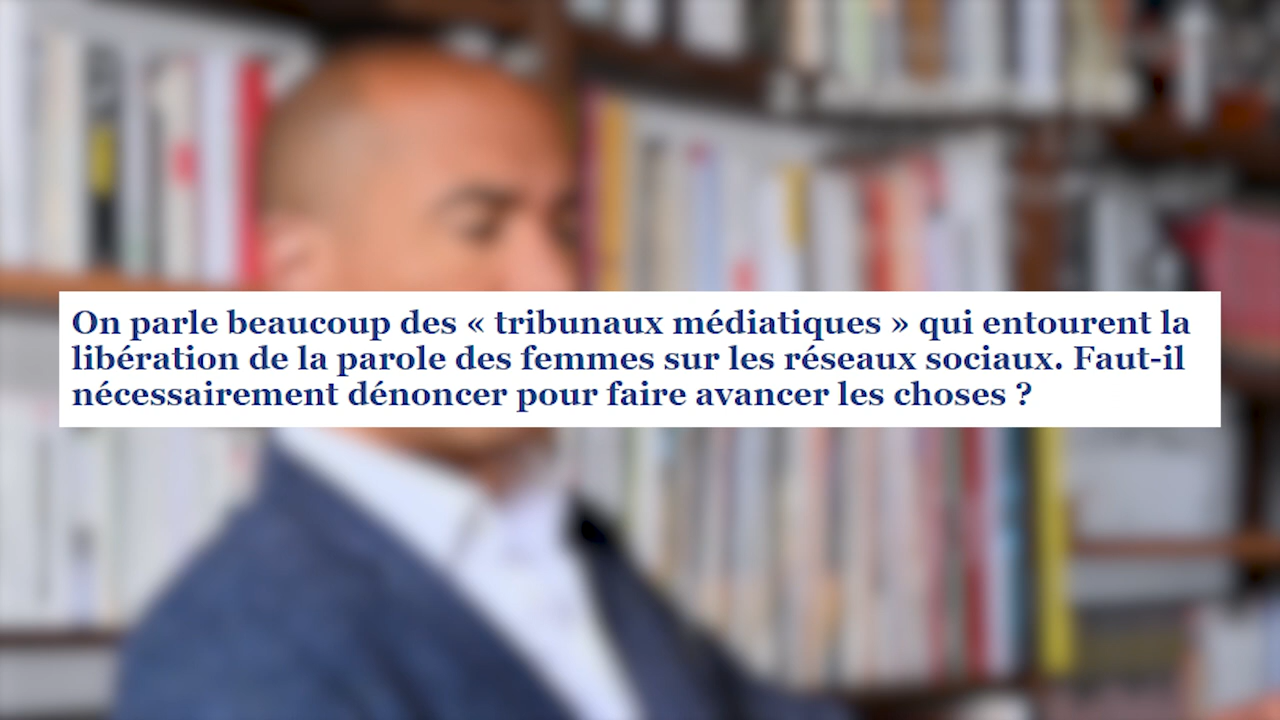 On parle beaucoup des « tribunaux médiatiques » qui entourent la
libération de la parole des femmes sur les réseaux sociaux. Faut-il
nécessairement dénoncer pour faire avancer les choses ?